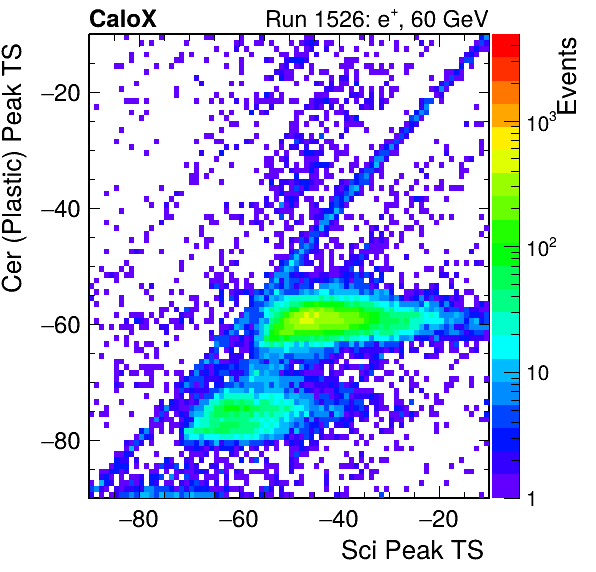 CaloX
Run 1526: e⁺, 60 GeV
Cer (Plastic) Peak TS
Events
−20
−40
−60
−80
10³
10²
10
1
−80 −60 −40 −20
Sci Peak TS